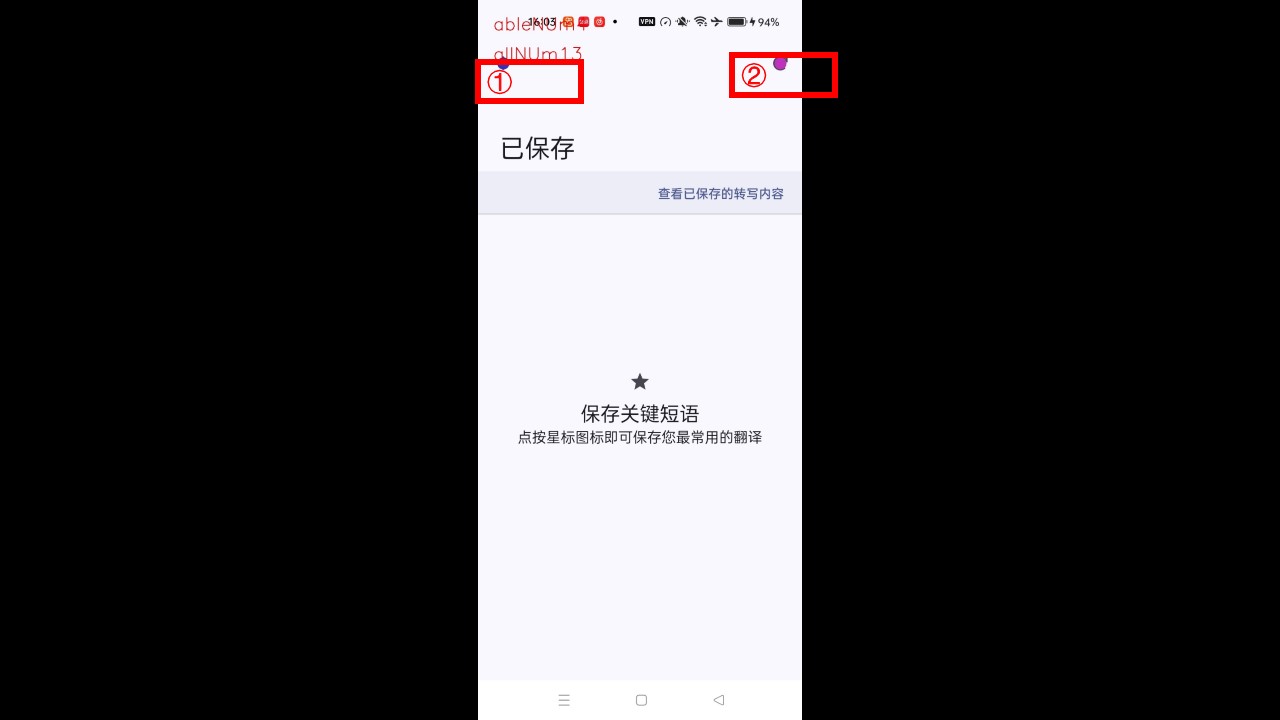 ableNUm 4
16:03 VPN 94%
allNUm 13
① ②
已保存
查看已保存的转写内容
保存关键短语
点按星标图标即可保存您最常用的翻译